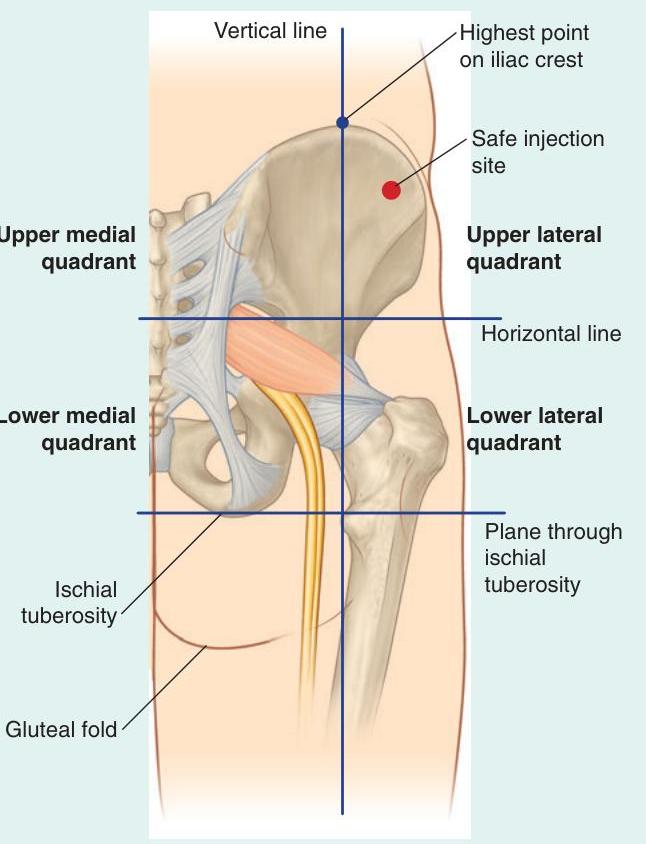 Vertical line
Highest point
on iliac crest
Safe injection
site
Upper medial
quadrant
Upper lateral
quadrant
Horizontal line
Lower medial
quadrant
Lower lateral
quadrant
Plane through
ischial
tuberosity
Ischial
tuberosity
Gluteal fold